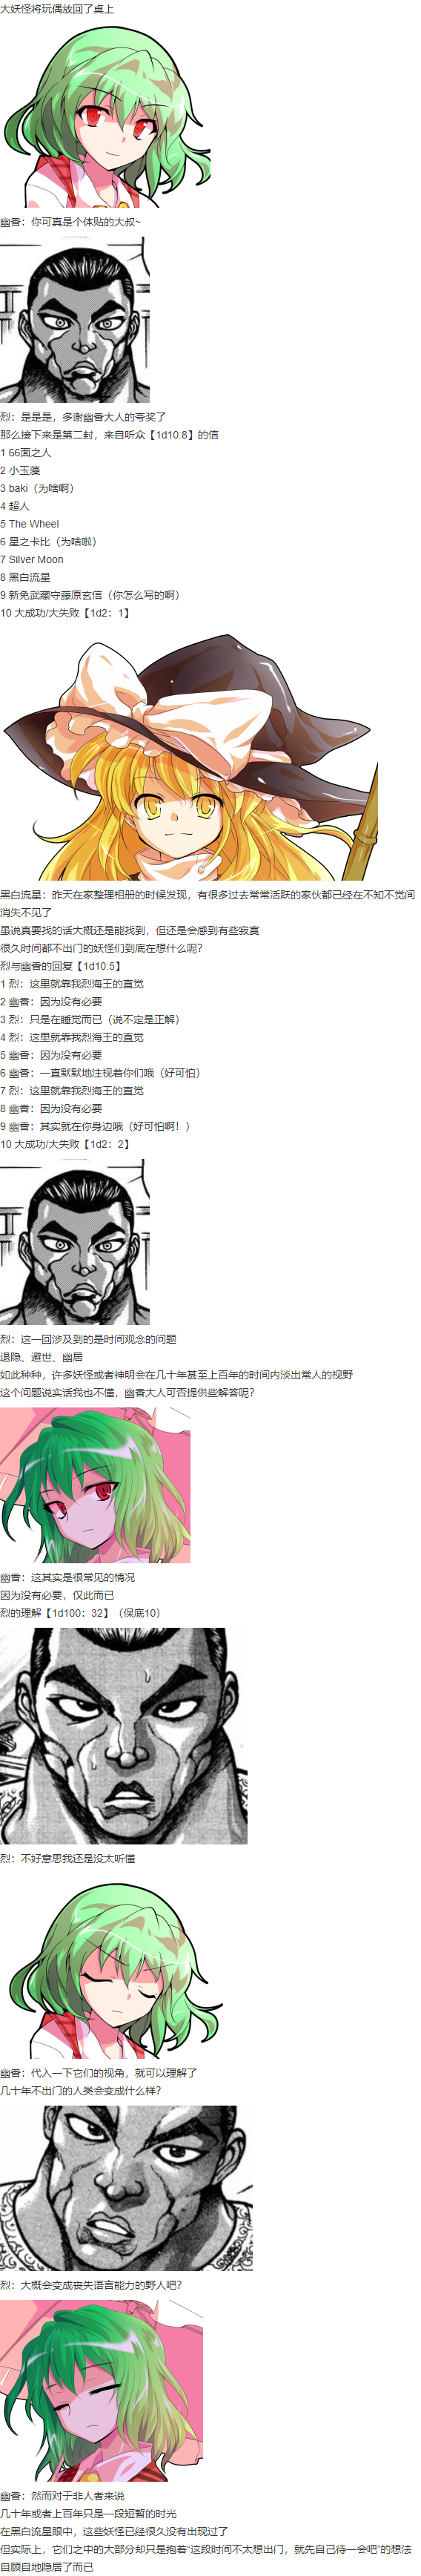 大妖怪将玩偶放回了桌上
幽香：你可真是个体贴的大叔~
烈：是是是，多谢幽香大人的夸奖了
那么接下来是第二封，来自听众【1d10:8】的信
1 66面之人
2 小玉藻
3 baki（为啥啊）
4 超人
5 The Wheel
6 星之卡比（为啥啦）
7 Silver Moon
8 黑白流星
9 新免武藏守藤原玄信（你怎么写的啊）
10 大成功/大失败【1d2：1】
黑白流星：昨天在家整理相册的时候发现，有很多过去常常活跃的家伙都已经在不知不觉间
消失不见了
虽说真要找的话大概还是能找到，但还是会感到有些寂寞
很久时间都不出门的妖怪们到底在想什么呢？
烈与幽香的回复【1d10:5】
1 烈：这里就靠我烈海王的直觉
2 幽香：因为没有必要
3 烈：只是在睡觉而已（说不定是正解）
4 烈：这里就靠我烈海王的直觉
5 幽香：因为没有必要
6 幽香：一直默默地注视着你们哦（好可怕）
7 烈：这里就靠我烈海王的直觉
8 幽香：因为没有必要
9 幽香：其实就在你身边哦（好可怕啊！）
10 大成功/大失败【1d2：2】
烈：这一回涉及到的是时间观念的问题
退隐、避世、幽居
如此种种，许多妖怪或者神明会在几十年甚至上百年的时间内淡出常人的视野
这个问题说实话我也不懂，幽香大人可否提供些解答呢？
幽香：这其实是很常见的情况
因为没有必要，仅此而已
烈的理解【1d100：32】（保底10）
烈：不好意思我还是没太听懂
幽香：代入一下它们的视角，就可以理解了
几十年不出门的人类会变成什么样？
烈：大概会变成丧失语言能力的野人吧？
幽香：然而对于非人者来说
几十年或者上百年只是一段短暂的时光
在黑白流星眼中，这些妖怪已经很久没有出现过了
但实际上，它们之中的大部分却只是抱着“这段时间不太想出门，就先自己待一会吧”的想法
自顾自地隐居了而已